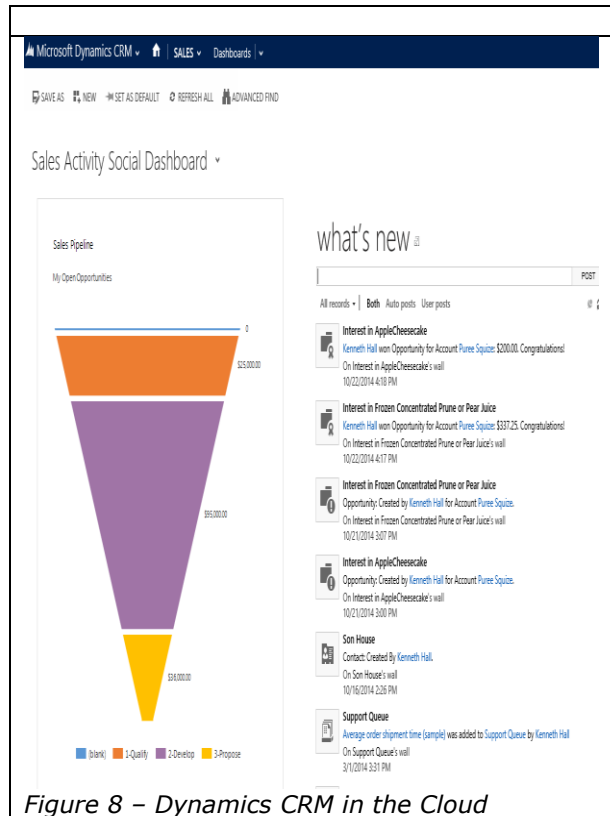 Microsoft Dynamics CRM
SALES
Dashboards
SAVE AS
NEW
SET AS DEFAULT
REFRESH ALL
ADVANCED FIND
Sales Activity Social Dashboard
Sales Pipeline
My Open Opportunities
0
$25,000.00
$95,000.00
$36,000.00
(blank) 1-Qualify 2-Develop 3-Propose
what's new
POST
All records Both Auto posts User posts
Interest in AppleCheesecake
Kenneth Hall won Opportunity for Account Puree Squize: $200.00. Congratulations!
On Interest in AppleCheesecake's wall
10/22/2014 4:18 PM
Interest in Frozen Concentrated Prune or Pear Juice
Kenneth Hall won Opportunity for Account Puree Squize: $337.25. Congratulations!
On Interest in Frozen Concentrated Prune or Pear Juice's wall
10/22/2014 4:17 PM
Interest in Frozen Concentrated Prune or Pear Juice
Opportunity: Created by Kenneth Hall for Account Puree Squize.
On Interest in Frozen Concentrated Prune or Pear Juice's wall
10/21/2014 3:07 PM
Interest in AppleCheesecake
Opportunity: Created by Kenneth Hall for Account Puree Squize.
On Interest in AppleCheesecake's wall
10/21/2014 3:00 PM
Son House
Contact: Created By Kenneth Hall.
On Son House's wall
10/16/2014 2:26 PM
Support Queue
Average order shipment time (sample) was added to Support Queue by Kenneth Hall
On Support Queue's wall
3/1/2014 3:31 PM
Figure 8 – Dynamics CRM in the Cloud